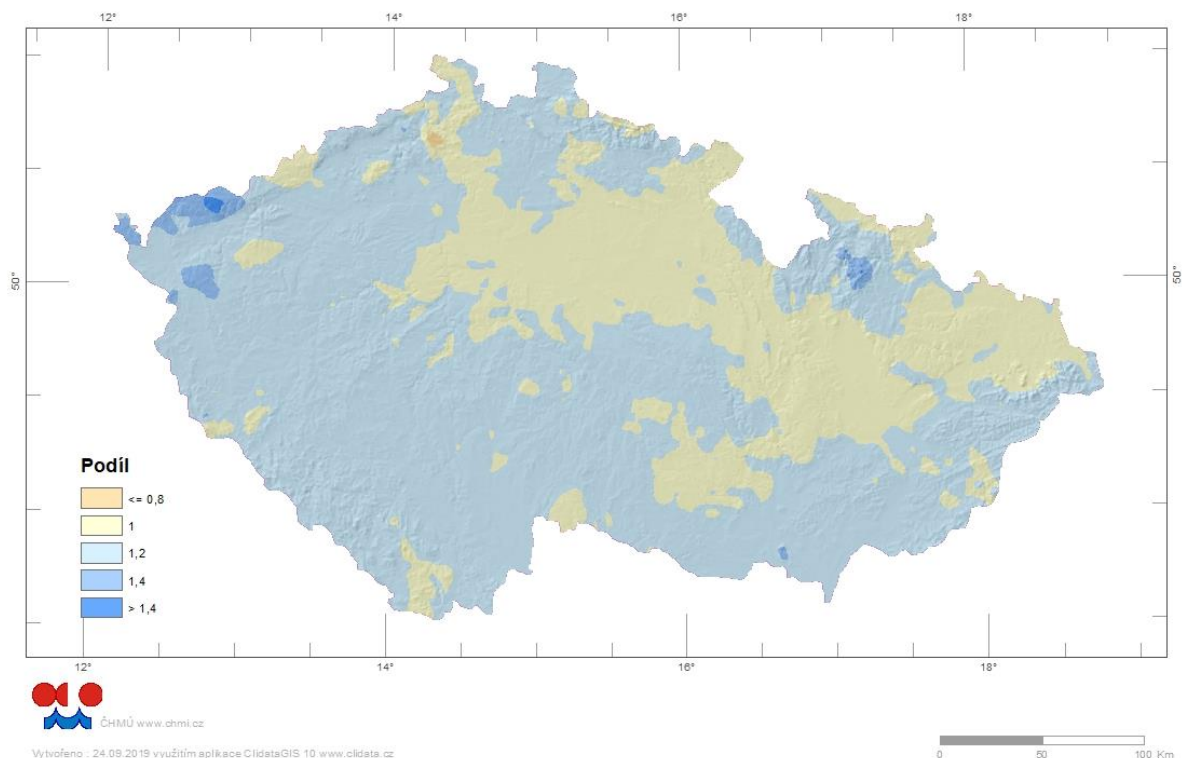 12° 14° 16° 18°
50° 50°
Podíl
<= 0,8
1
1,2
1,4
> 1,4
12° 14° 16° 18°
ČHMÚ www.chmi.cz
Vytvořeno : 24.09.2019 využitím aplikace ClidataGIS 10 www.clidata.cz
0 50 100 Km